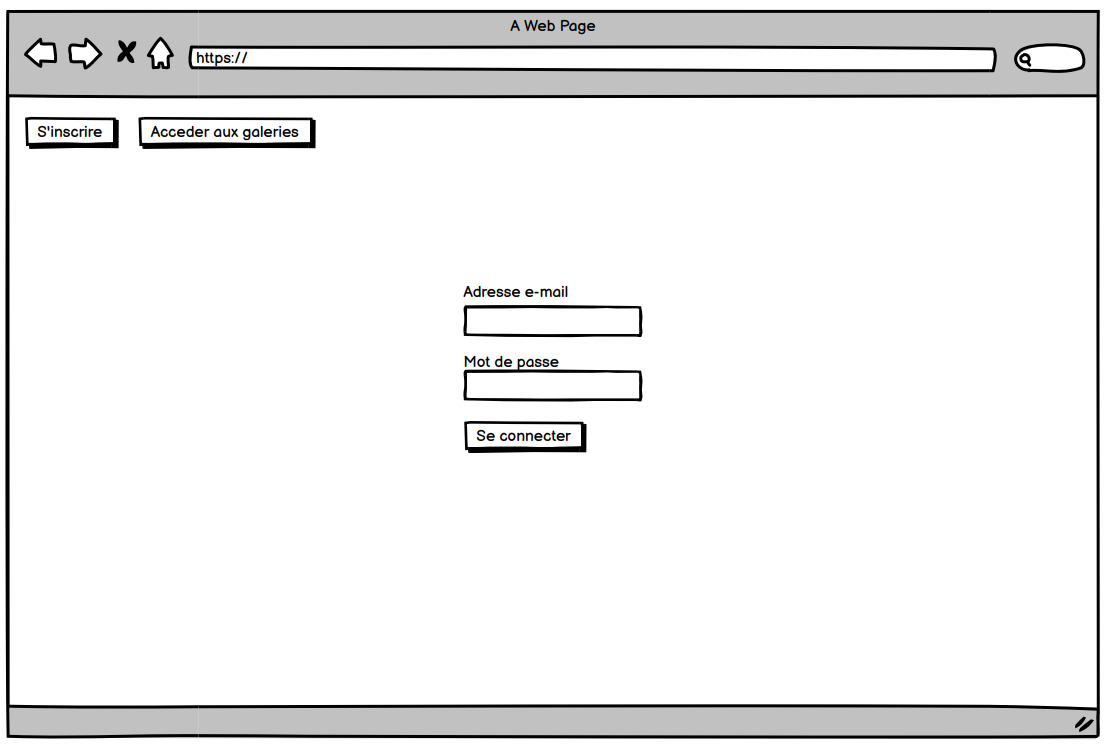 A Web Page
https://
S'inscrire
Acceder aux galeries
Adresse e-mail
Mot de passe
Se connecter